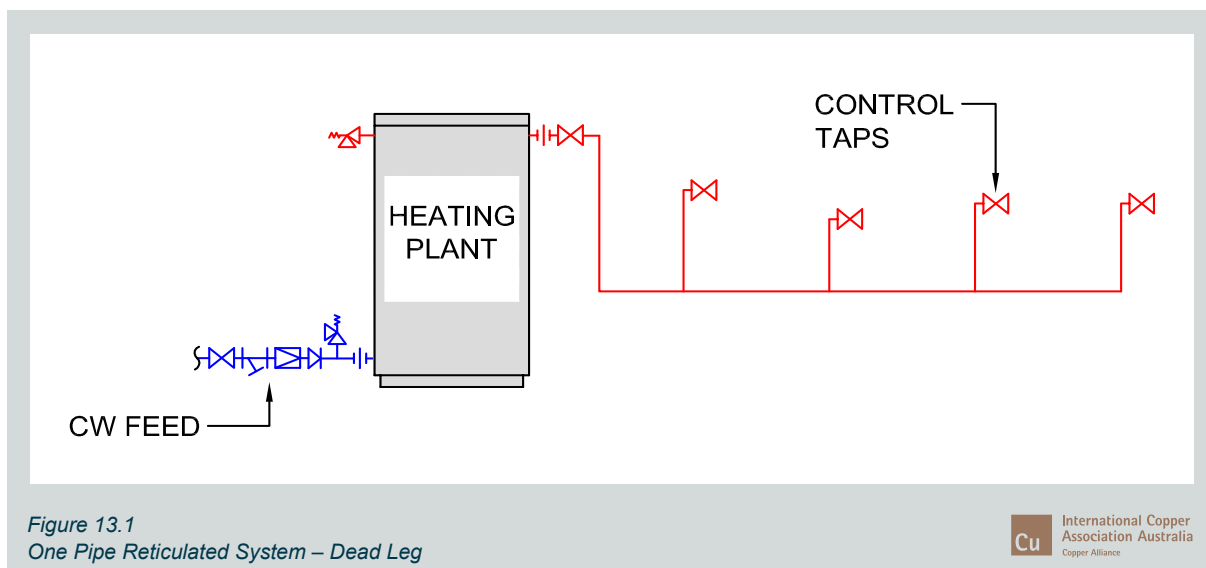 CONTROL
TAPS
HEATING
PLANT
CW FEED
Figure 13.1
One Pipe Reticulated System – Dead Leg
Cu
International Copper
Association Australia
Copper Alliance